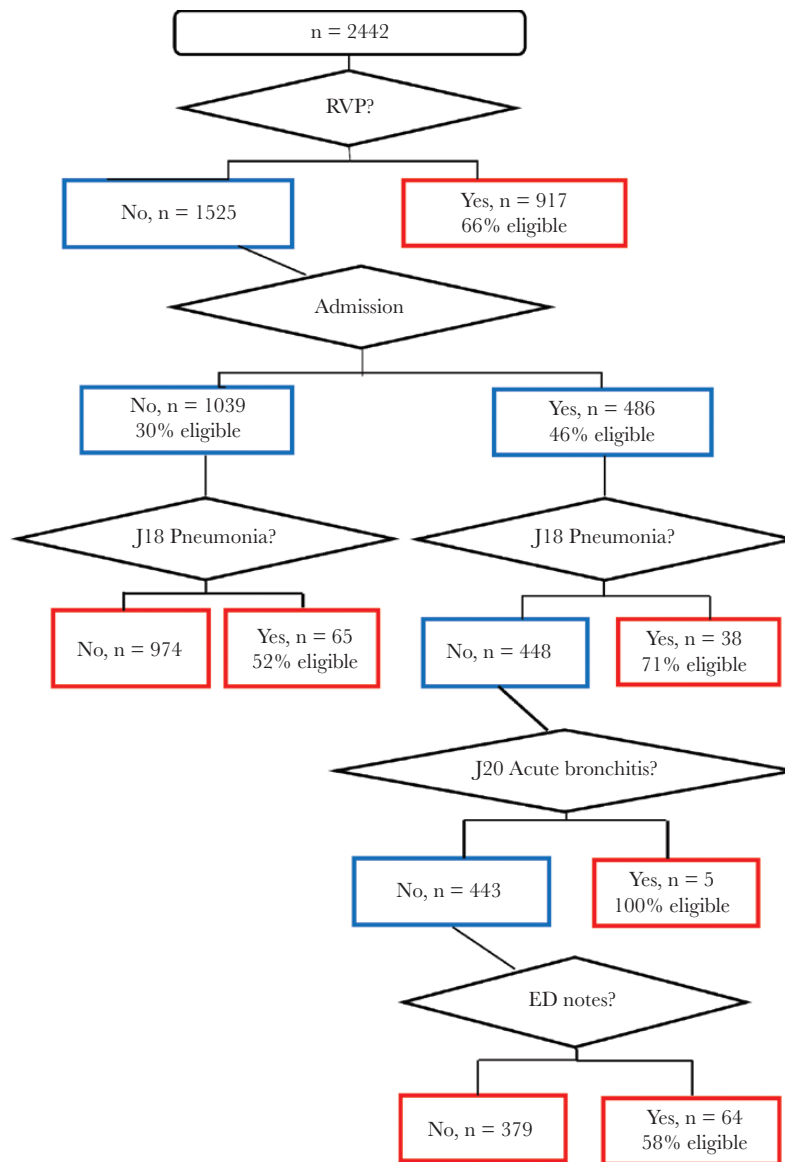 n = 2442
RVP?
No, n = 1525
Yes, n = 917
66% eligible
Admission
No, n = 1039
30% eligible
Yes, n = 486
46% eligible
J18 Pneumonia?
J18 Pneumonia?
No, n = 974
Yes, n = 65
52% eligible
No, n = 448
Yes, n = 38
71% eligible
J20 Acute bronchitis?
No, n = 443
Yes, n = 5
100% eligible
ED notes?
No, n = 379
Yes, n = 64
58% eligible